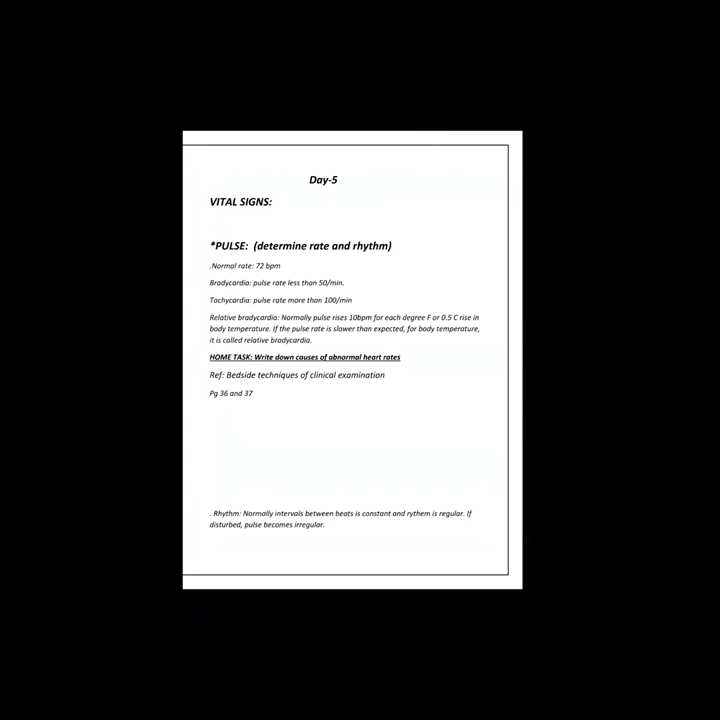 Day-5
VITAL SIGNS:
*PULSE: (determine rate and rhythm)
.Normal rate: 72 bpm
Bradycardia: pulse rate less than 50/min.
Tachycardia: pulse rate more than 100/min
Relative bradycardia: Normally pulse rises 10bpm for each degree F or 0.5 C rise in
body temperature. If the pulse rate is slower than expected, for body temperature,
it is called relative bradycardia.
HOME TASK: Write down causes of abnormal heart rates
Ref: Bedside techniques of clinical examination
Pg 36 and 37
. Rhythm: Normally intervals between beats is constant and rythem is regular. If
disturbed, pulse becomes irregular.